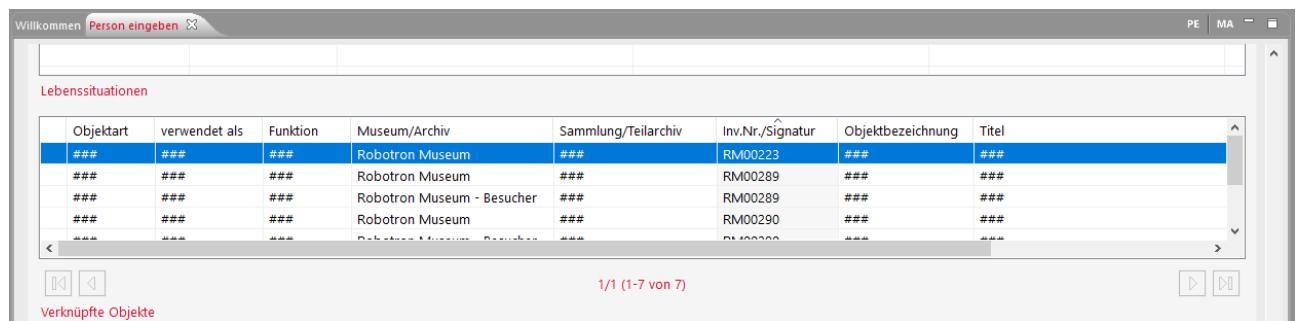 Willkommen Person eingeben PE MA
Lebenssituationen
Objektart verwendet als Funktion Museum/Archiv Sammlung/Teilarchiv Inv.Nr./Signatur Objektbezeichnung Titel
### ### ### Robotron Museum ### RM00223 ### ###
### ### ### Robotron Museum ### RM00289 ### ###
### ### ### Robotron Museum - Besucher ### RM00289 ### ###
### ### ### Robotron Museum ### RM00290 ### ###
1/1 (1-7 von 7)
Verknüpfte Objekte